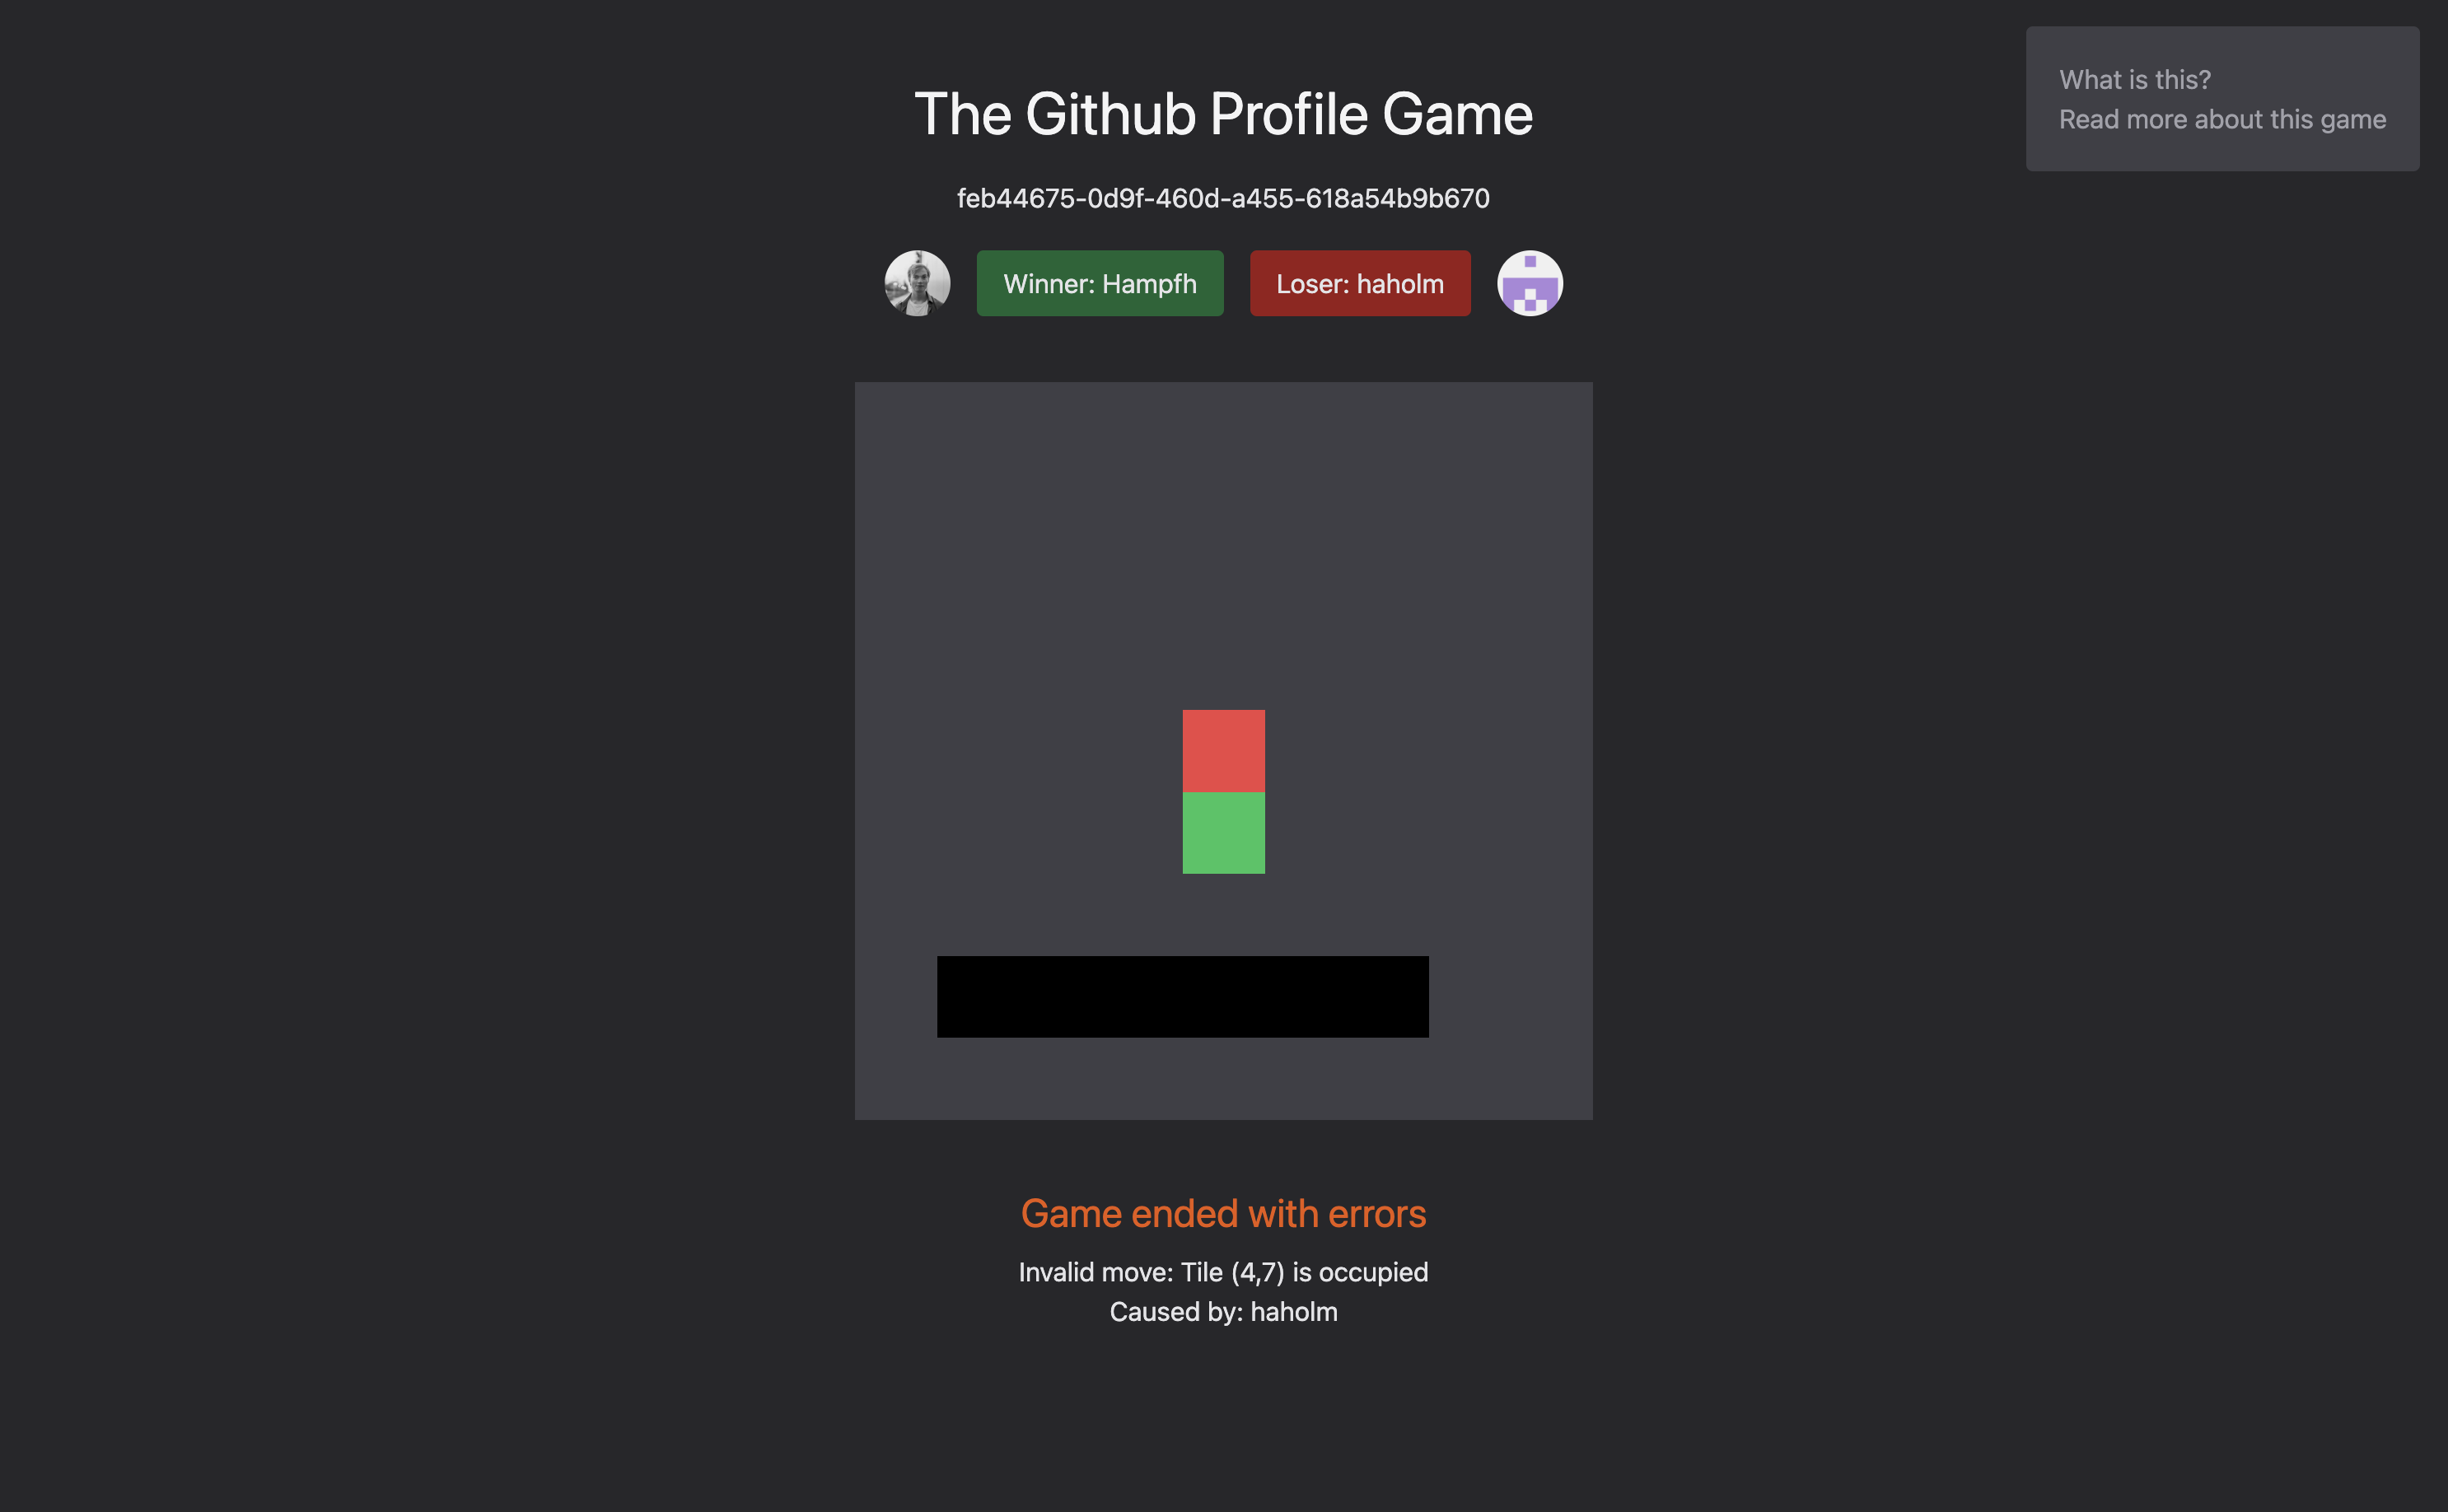 What is this?
Read more about this game
The Github Profile Game
feb44675-0d9f-460d-a455-618a54b9b670
Winner: Hampfh
Loser: haholm
Game ended with errors
Invalid move: Tile (4,7) is occupied
Caused by: haholm